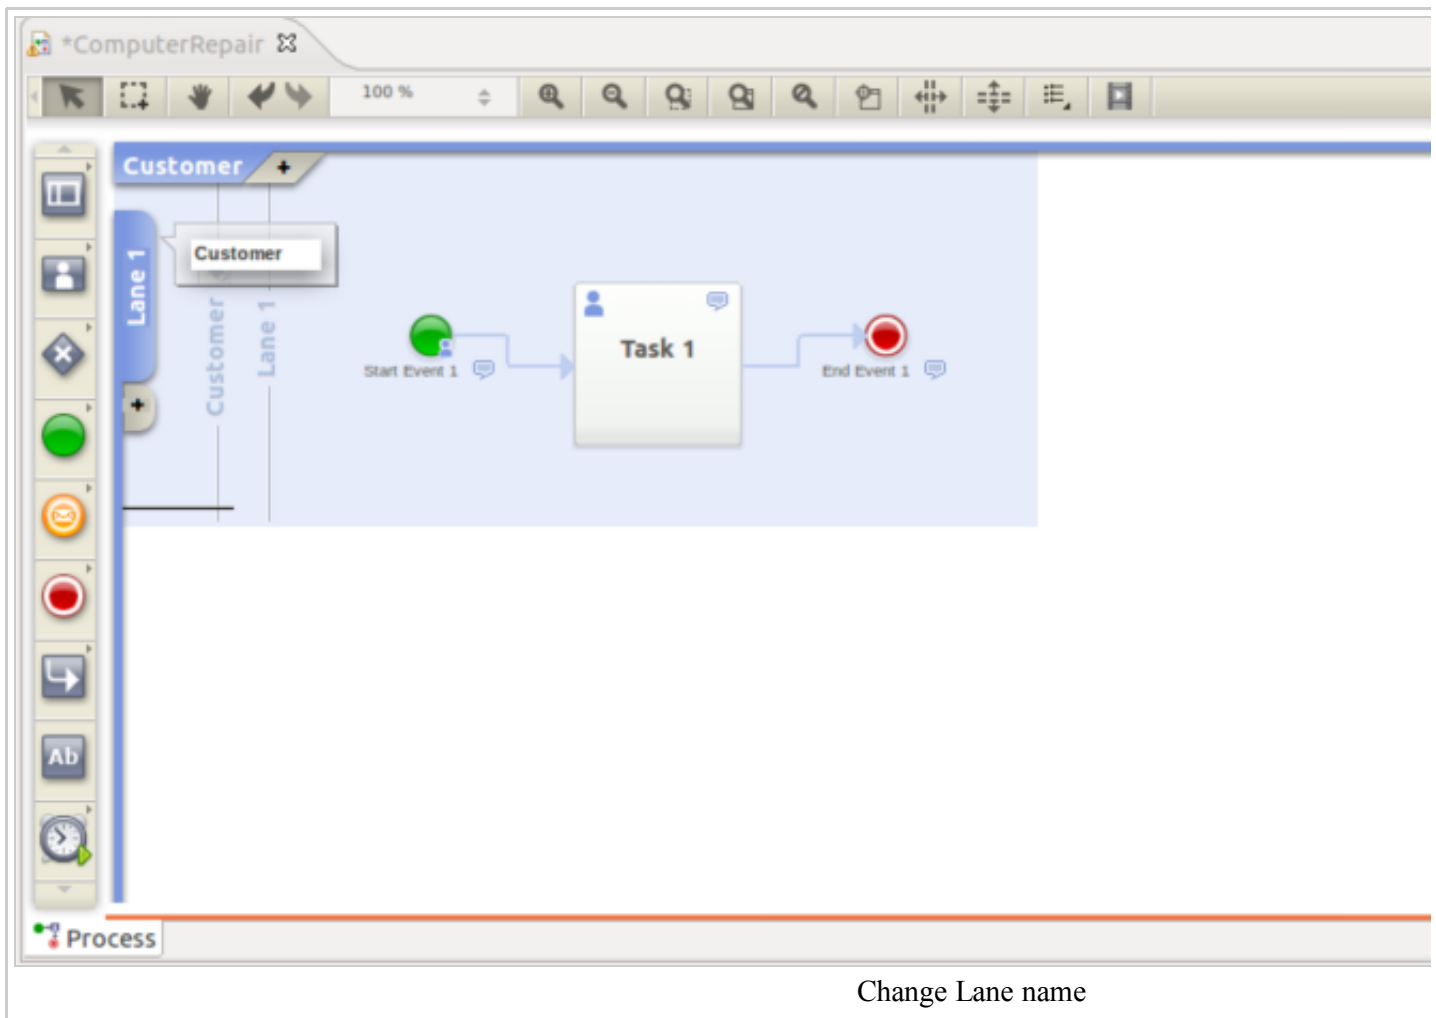 *ComputerRepair
100 %
Customer +
Customer
Lane 1
Customer
Lane 1
+
Start Event 1
Task 1
End Event 1
Ab
Process
Change Lane name